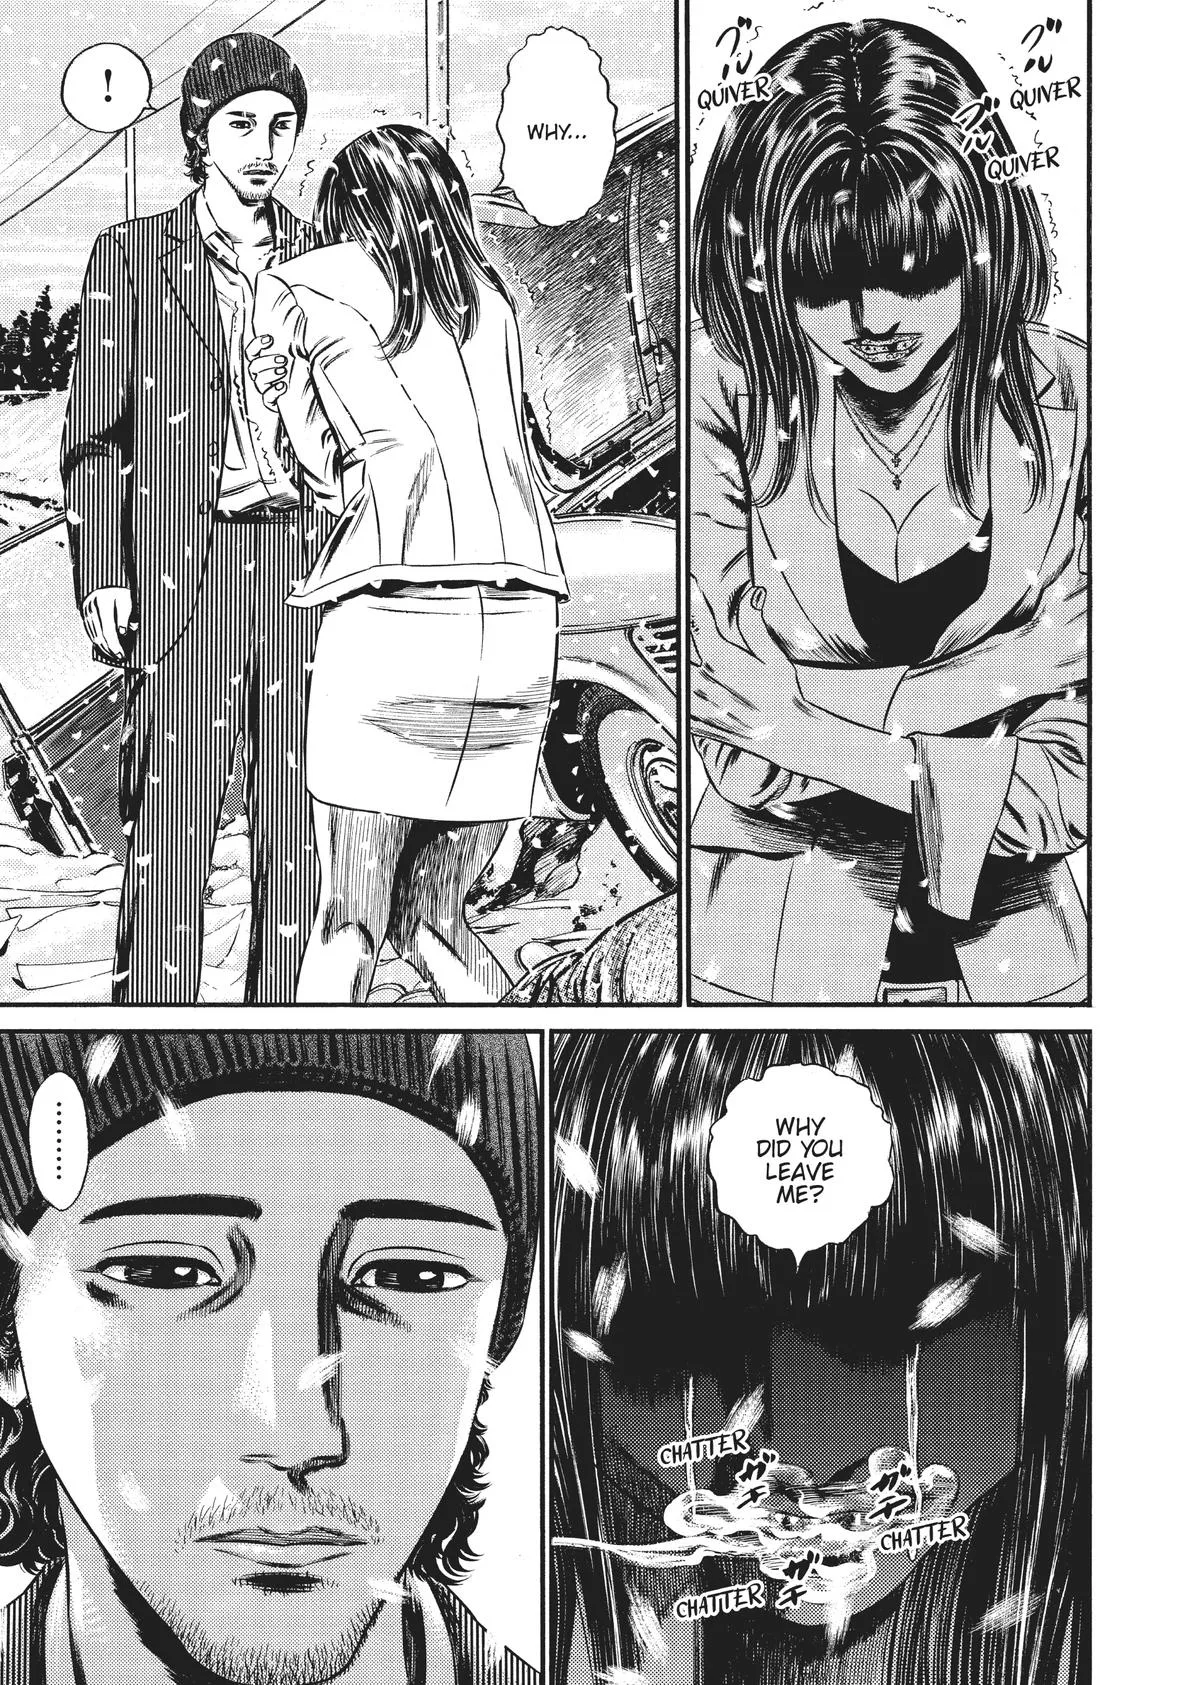 ブル
QUIVER
ブル
QUIVER
ブル
QUIVER
WHY...
!
WHY
DID YOU
LEAVE
ME?
CHATTER
ガチ
ガチ
CHATTER
ガチ
CHATTER
.........